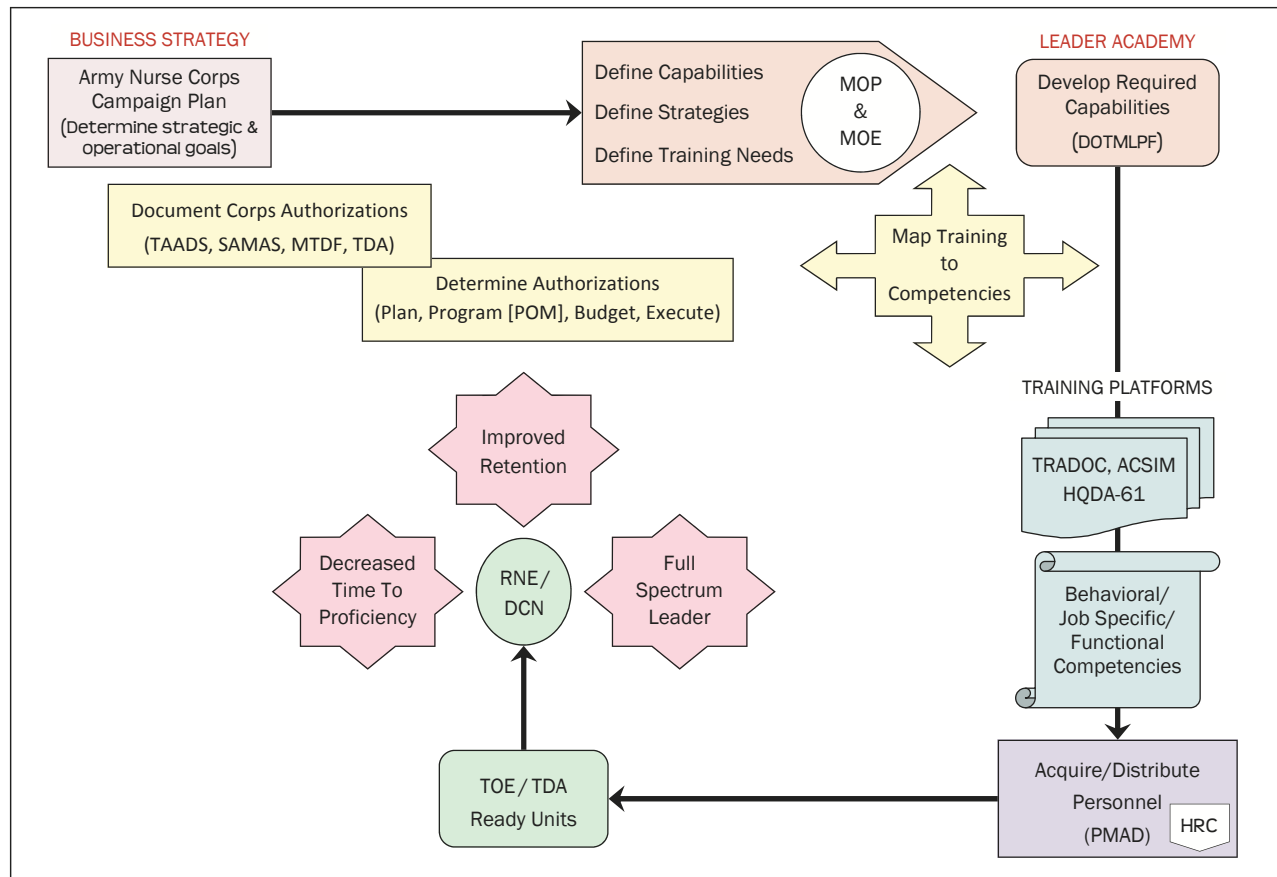 BUSINESS STRATEGY
Army Nurse Corps
Campaign Plan
(Determine strategic &
operational goals)
Define Capabilities
Define Strategies
Define Training Needs
MOP
&
MOE
LEADER ACADEMY
Develop Required
Capabilities
(DOTMLPF)
Document Corps Authorizations
(TAADS, SAMAS, MTDF, TDA)
Determine Authorizations
(Plan, Program [POM], Budget, Execute)
Map Training
to
Competencies
TRAINING PLATFORMS
TRADOC, ACSIM
HQDA-61
Improved
Retention
Decreased
Time To
Proficiency
RNE/
DCN
Full
Spectrum
Leader
Behavioral/
Job Specific/
Functional
Competencies
TOE/TDA
Ready Units
Acquire/Distribute
Personnel
(PMAD)
HRC